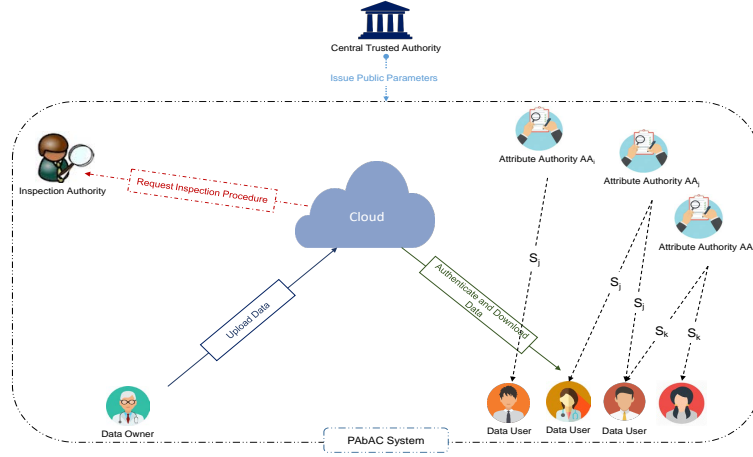 Central Trusted Authority
Issue Public Parameters
Attribute Authority AAi
Inspection Authority
Request Inspection Procedure
Attribute Authority AAj
Cloud
Attribute Authority AA
Sj
Sj
Sj
Sk
Sk
Upload Data
Authenticate and Download
Data
Data Owner
Data User
Data User
Data User
PAbAC System